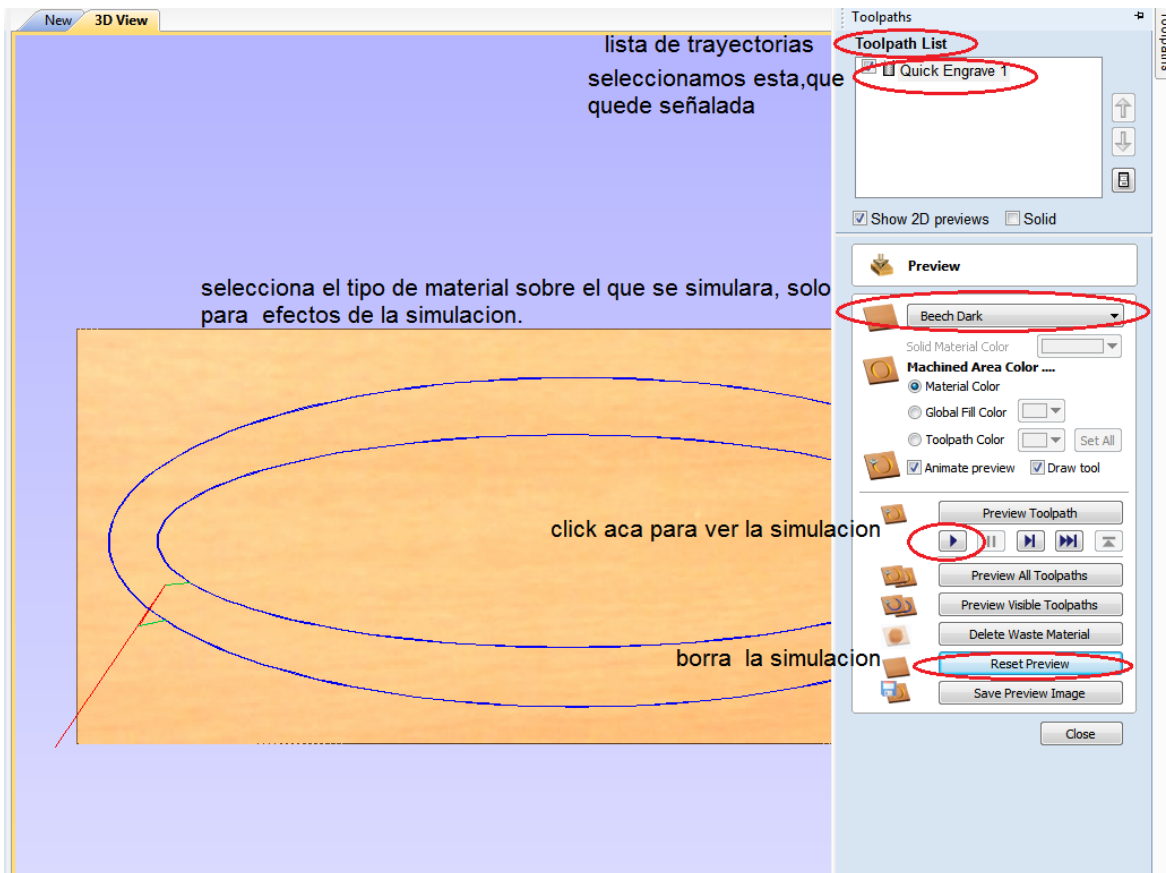 New
3D View
lista de trayectorias
seleccionamos esta,que
quede señalada
selecciona el tipo de material sobre el que se simulara, solo
para efectos de la simulacion.
click aca para ver la simulacion
borra la simulacion
Toolpaths
Toolpath List
Quick Engrave 1
Show 2D previews
Solid
Preview
Beech Dark
Solid Material Color
Machined Area Color ....
Material Color
Global Fill Color
Toolpath Color
Set All
Animate preview
Draw tool
Preview Toolpath
Preview All Toolpaths
Preview Visible Toolpaths
Delete Waste Material
Reset Preview
Save Preview Image
Close
Toolpaths